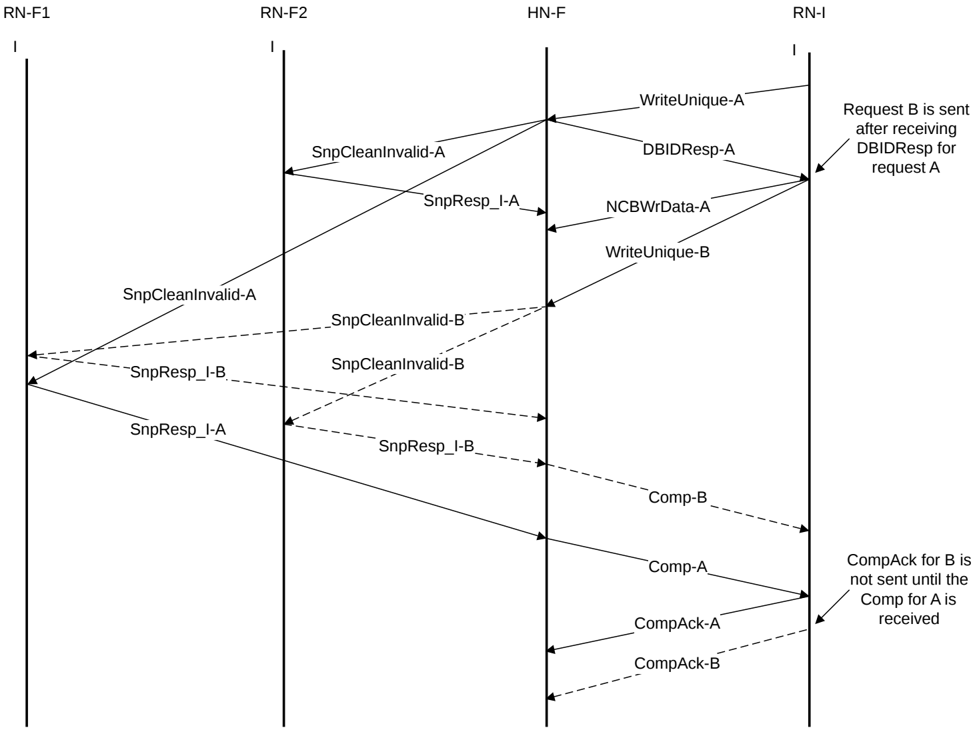 RN-F1
RN-F2
HN-F
RN-I
I
I
I
WriteUnique-A
Request B is sent
after receiving
DBIDResp for
request A
SnpCleanInvalid-A
DBIDResp-A
SnpResp_I-A
NCBWrData-A
WriteUnique-B
SnpCleanInvalid-A
SnpCleanInvalid-B
SnpCleanInvalid-B
SnpResp_I-B
SnpResp_I-A
SnpResp_I-B
Comp-B
Comp-A
CompAck for B is
not sent until the
Comp for A is
received
CompAck-A
CompAck-B